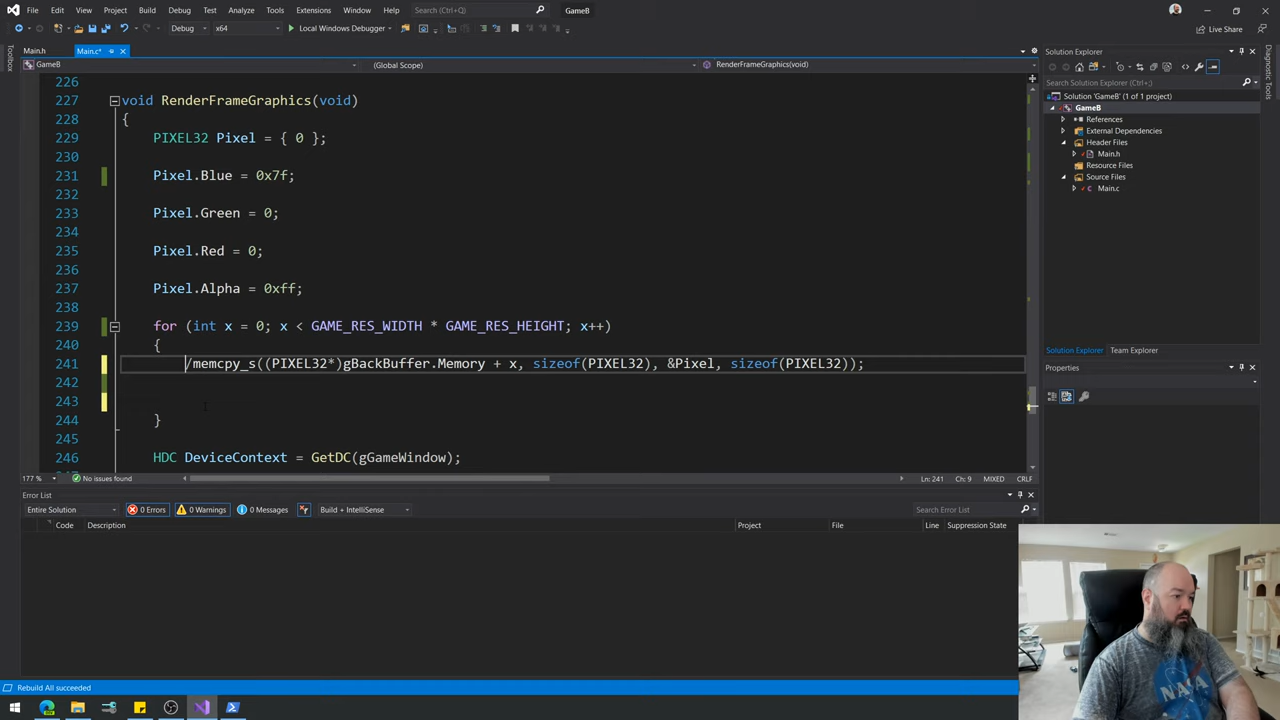 File Edit View Git Project Build Debug Test Analyze Tools Extensions Window Help Search (Ctrl+Q) GameB
Debug x64 Local Windows Debugger Live Share
Main.h Main.c*
GameB (Global Scope) RenderFrameGraphics(void)
Toolbox
Diagnostic Tools
226
227 void RenderFrameGraphics(void)
228 {
229 PIXEL32 Pixel = { 0 };
230
231 Pixel.Blue = 0x7f;
232
233 Pixel.Green = 0;
234
235 Pixel.Red = 0;
236
237 Pixel.Alpha = 0xff;
238
239 for (int x = 0; x < GAME_RES_WIDTH * GAME_RES_HEIGHT; x++)
240 {
241 /memcpy_s((PIXEL32*)gBackBuffer.Memory + x, sizeof(PIXEL32), &Pixel, sizeof(PIXEL32));
242
243
244 }
245
246 HDC DeviceContext = GetDC(gGameWindow);
177 % No issues found Ln: 241 Ch: 9 MIXED CRLF
Solution Explorer
Search Solution Explorer (Ctrl+;)
Solution 'GameB' (1 of 1 project)
GameB
References
External Dependencies
Header Files
Main.h
Resource Files
Source Files
Main.c
Solution Explorer Team Explorer
Properties
Error List
Entire Solution 0 Errors 0 Warnings 0 Messages Build + IntelliSense Search Error List
Code Description Project File Line Suppression State
Rebuild All succeeded
NASA